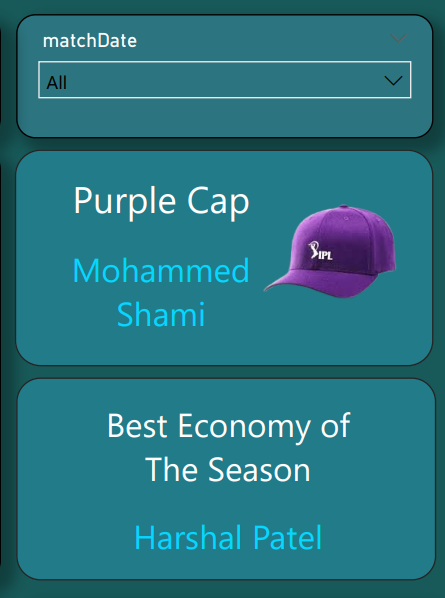 matchDate
All
Purple Cap
Mohammed
Shami
IPL
Best Economy of
The Season
Harshal Patel